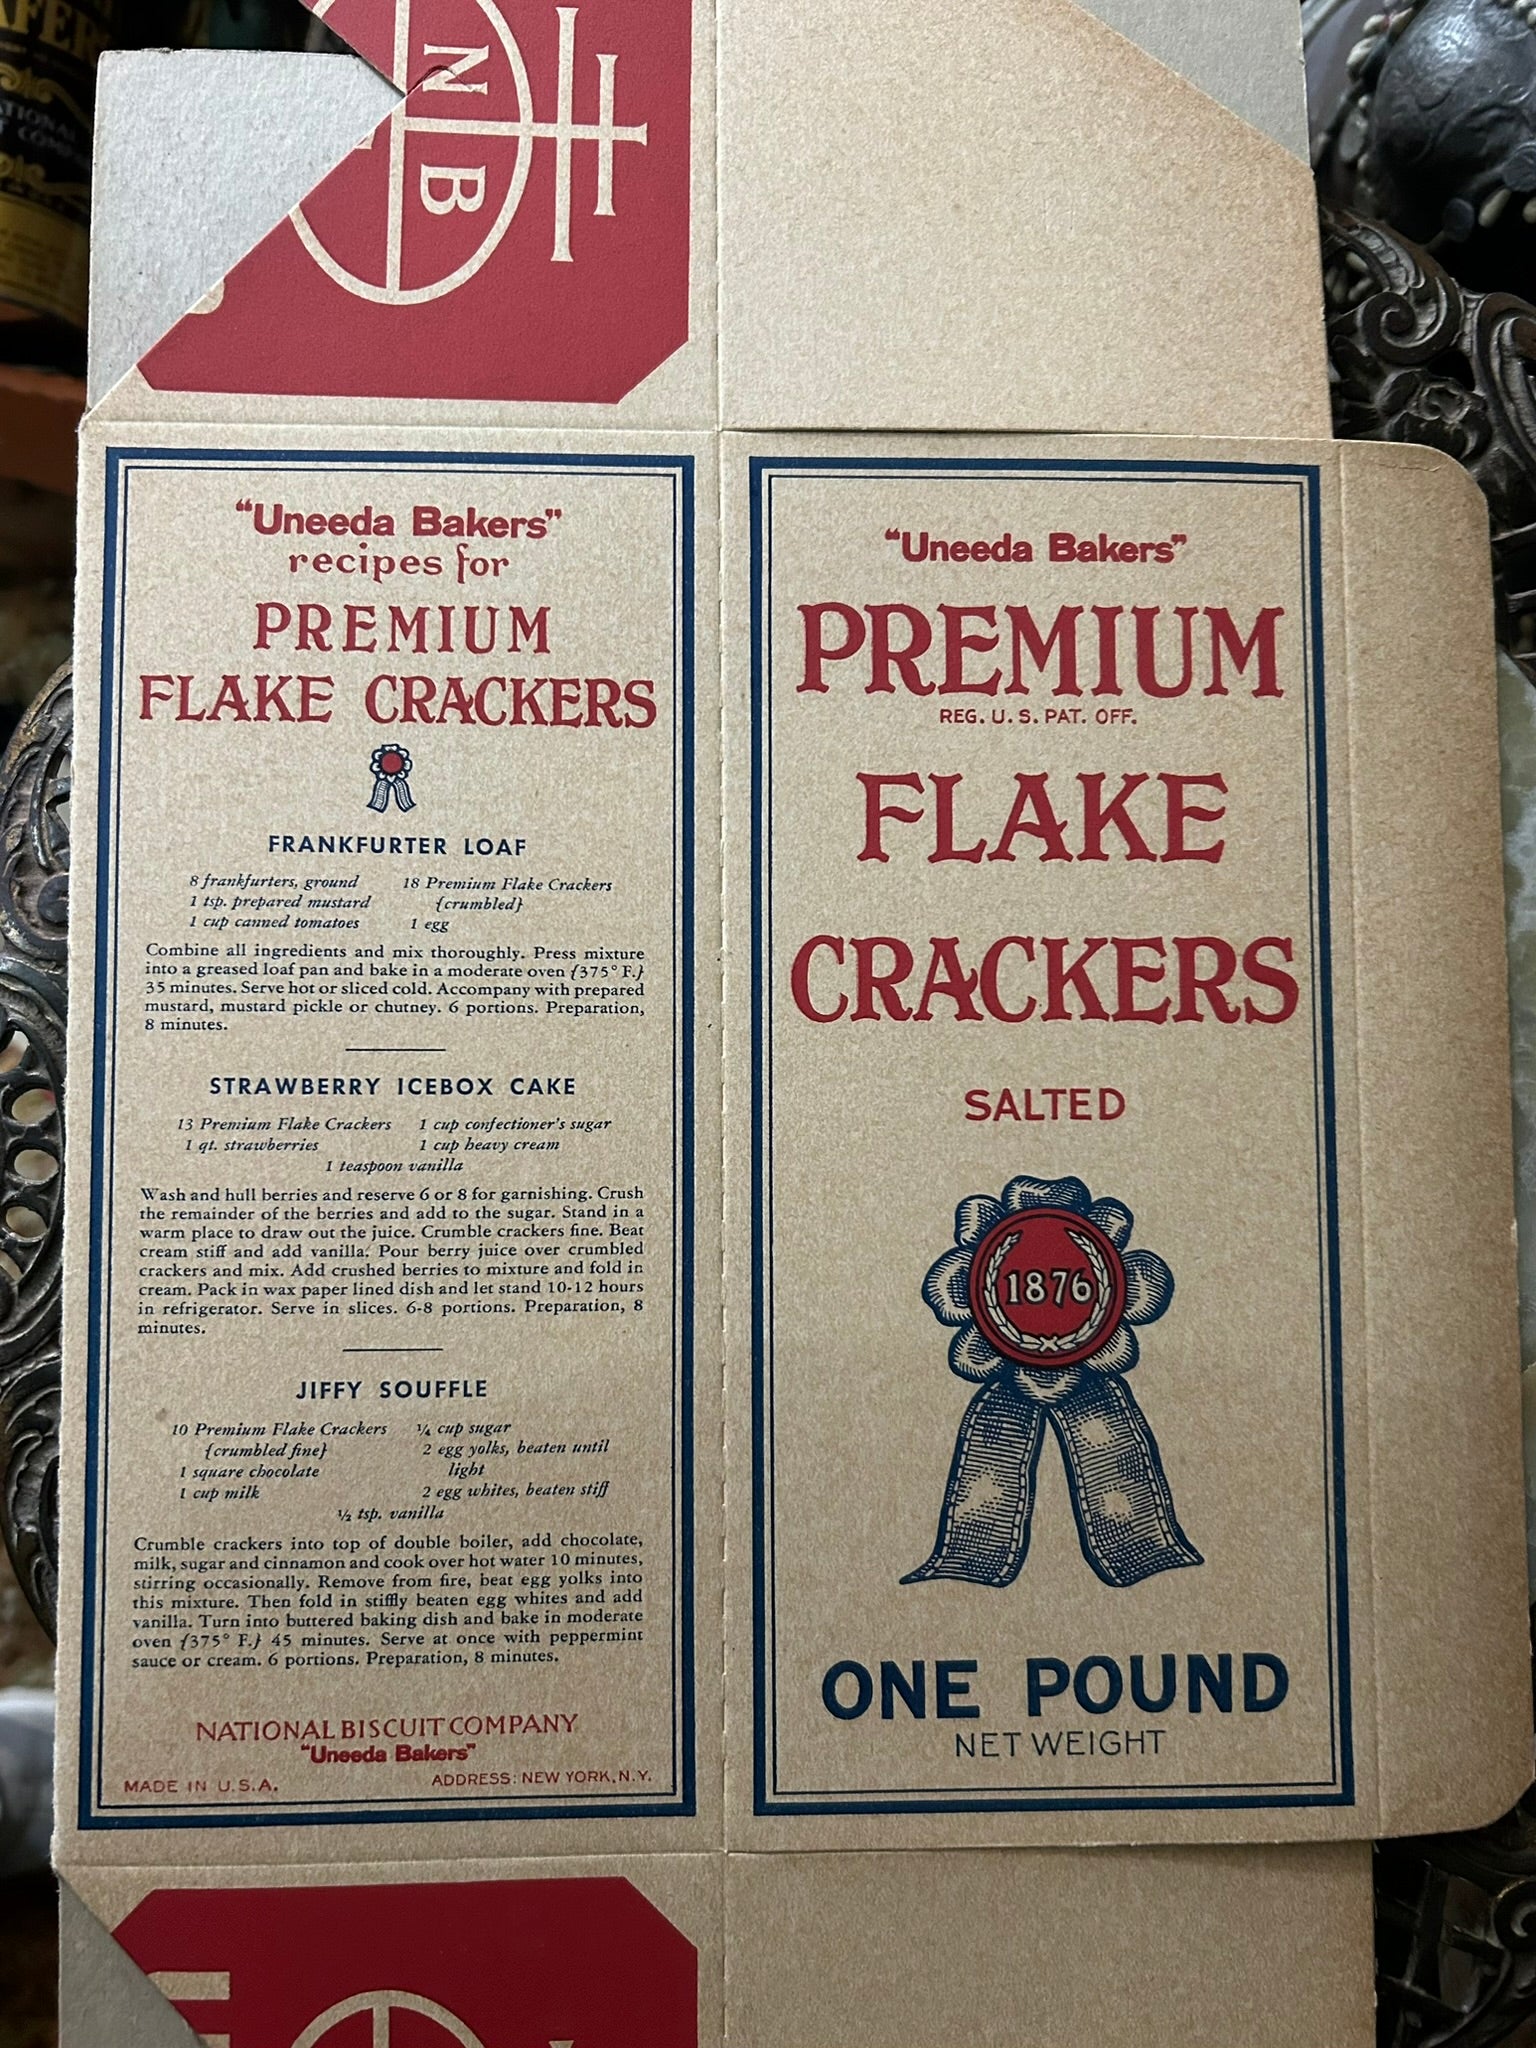 N
B
"Uneeda Bakers"
recipes for
PREMIUM
FLAKE CRACKERS
FRANKFURTER LOAF
8 frankfurters, ground
1 tsp. prepared mustard
1 cup canned tomatoes
18 Premium Flake Crackers
{crumbled}
1 egg
Combine all ingredients and mix thoroughly. Press mixture
into a greased loaf pan and bake in a moderate oven {375° F.}
35 minutes. Serve hot or sliced cold. Accompany with prepared
mustard, mustard pickle or chutney. 6 portions. Preparation,
8 minutes.
STRAWBERRY ICEBOX CAKE
13 Premium Flake Crackers
1 qt. strawberries
1 cup confectioner's sugar
1 cup heavy cream
1 teaspoon vanilla
Wash and hull berries and reserve 6 or 8 for garnishing. Crush
the remainder of the berries and add to the sugar. Stand in a
warm place to draw out the juice. Crumble crackers fine. Beat
cream stiff and add vanilla. Pour berry juice over crumbled
crackers and mix. Add crushed berries to mixture and fold in
cream. Pack in wax paper lined dish and let stand 10-12 hours
in refrigerator. Serve in slices. 6-8 portions. Preparation, 8
minutes.
JIFFY SOUFFLE
10 Premium Flake Crackers
{crumbled fine}
1 square chocolate
1 cup milk
¼ cup sugar
2 egg yolks, beaten until
light
2 egg whites, beaten stiff
½ tsp. vanilla
Crumble crackers into top of double boiler, add chocolate,
milk, sugar and cinnamon and cook over hot water 10 minutes,
stirring occasionally. Remove from fire, beat egg yolks into
this mixture. Then fold in stiffly beaten egg whites and add
vanilla. Turn into buttered baking dish and bake in moderate
oven {375° F.} 45 minutes. Serve at once with peppermint
sauce or cream. 6 portions. Preparation, 8 minutes.
NATIONAL BISCUIT COMPANY
"Uneeda Bakers"
MADE IN U.S.A.
ADDRESS: NEW YORK, N.Y.
"Uneeda Bakers"
PREMIUM
REG. U. S. PAT. OFF.
FLAKE
CRACKERS
SALTED
1876
ONE POUND
NET WEIGHT